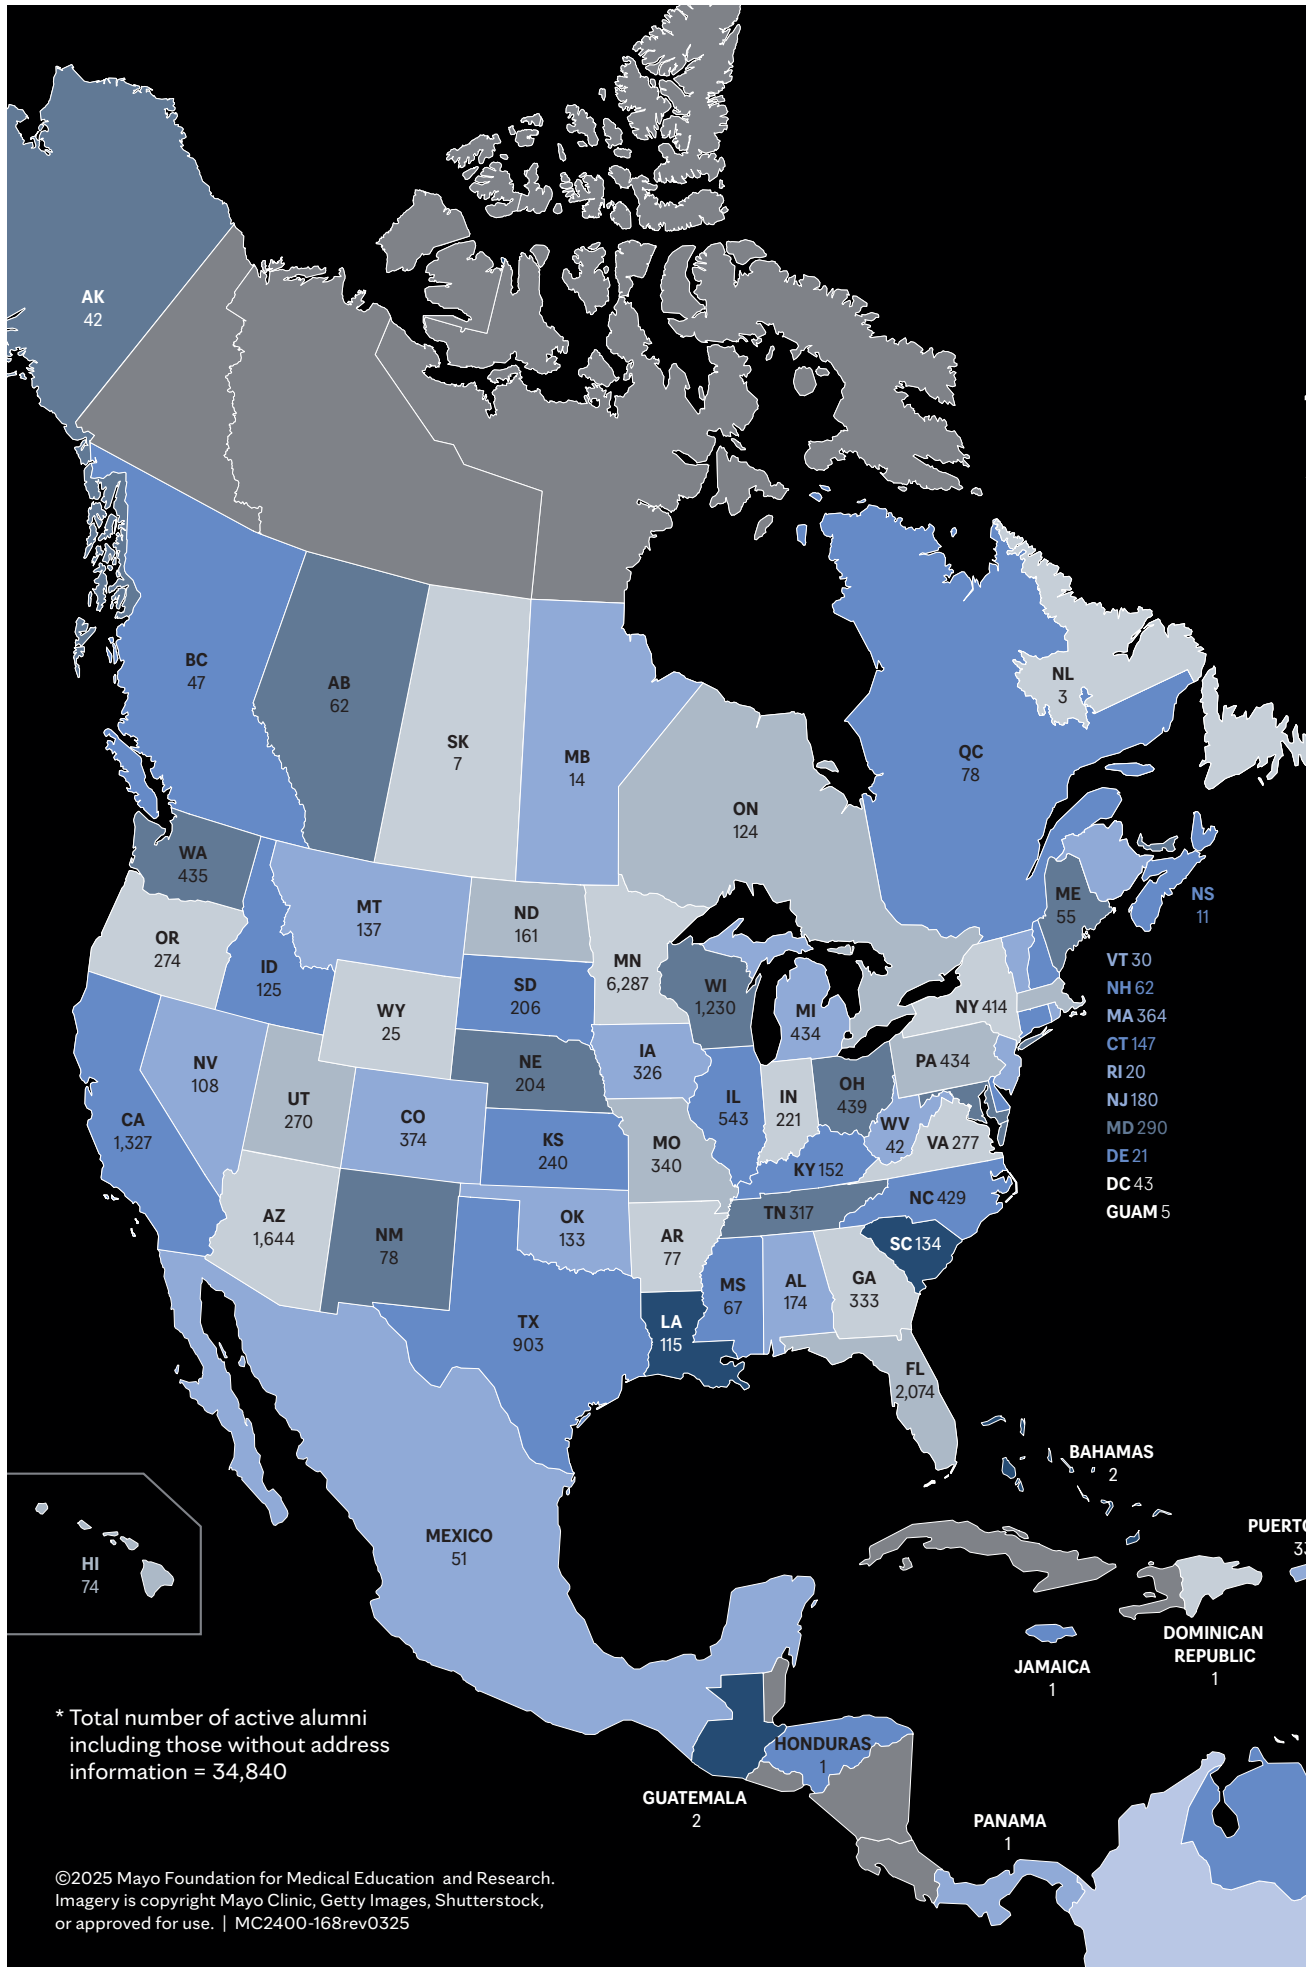 AK
42
BC
47
AB
62
SK
7
MB
14
ON
124
QC
78
NL
3
NS
11
WA
435
OR
274
ID
125
MT
137
ND
161
MN
6,287
WI
1,230
MI
434
NY 414
ME
55
VT 30
NH 62
MA 364
CT 147
RI 20
NJ 180
MD 290
DE 21
DC 43
GUAM 5
WY
25
SD
206
NE
204
IA
326
IL
543
IN
221
OH
439
PA 434
WV
42
VA 277
CA
1,327
NV
108
UT
270
CO
374
KS
240
MO
340
KY 152
NC 429
TN 317
SC 134
AZ
1,644
NM
78
OK
133
AR
77
MS
67
AL
174
GA
333
TX
903
LA
115
FL
2,074
HI
74
MEXICO
51
BAHAMAS
2
PUERTO
33
JAMAICA
1
DOMINICAN
REPUBLIC
1
HONDURAS
1
GUATEMALA
2
PANAMA
1
* Total number of active alumni
including those without address
information = 34,840
©2025 Mayo Foundation for Medical Education and Research.
Imagery is copyright Mayo Clinic, Getty Images, Shutterstock,
or approved for use. | MC2400-168rev0325